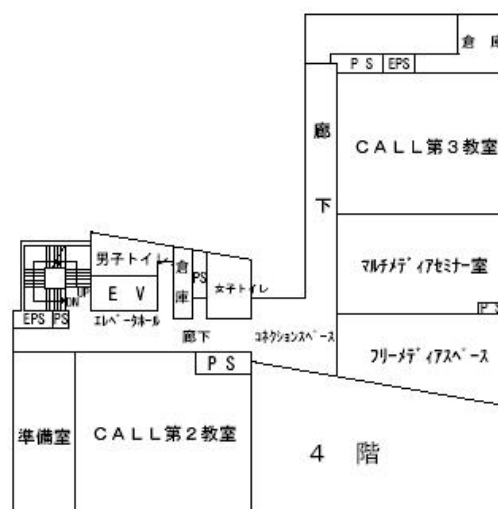 倉 庫
P S
EPS
廊下
CALL第3教室
男子トイレ
倉庫
PS
女子トイレ
E V
UP
DN
EPS
PS
エレベータホール
廊下
コネクションスペース
マルチメディアセミナー室
P S
フリーメディアスペース
P S
準備室
CALL第2教室
4 階